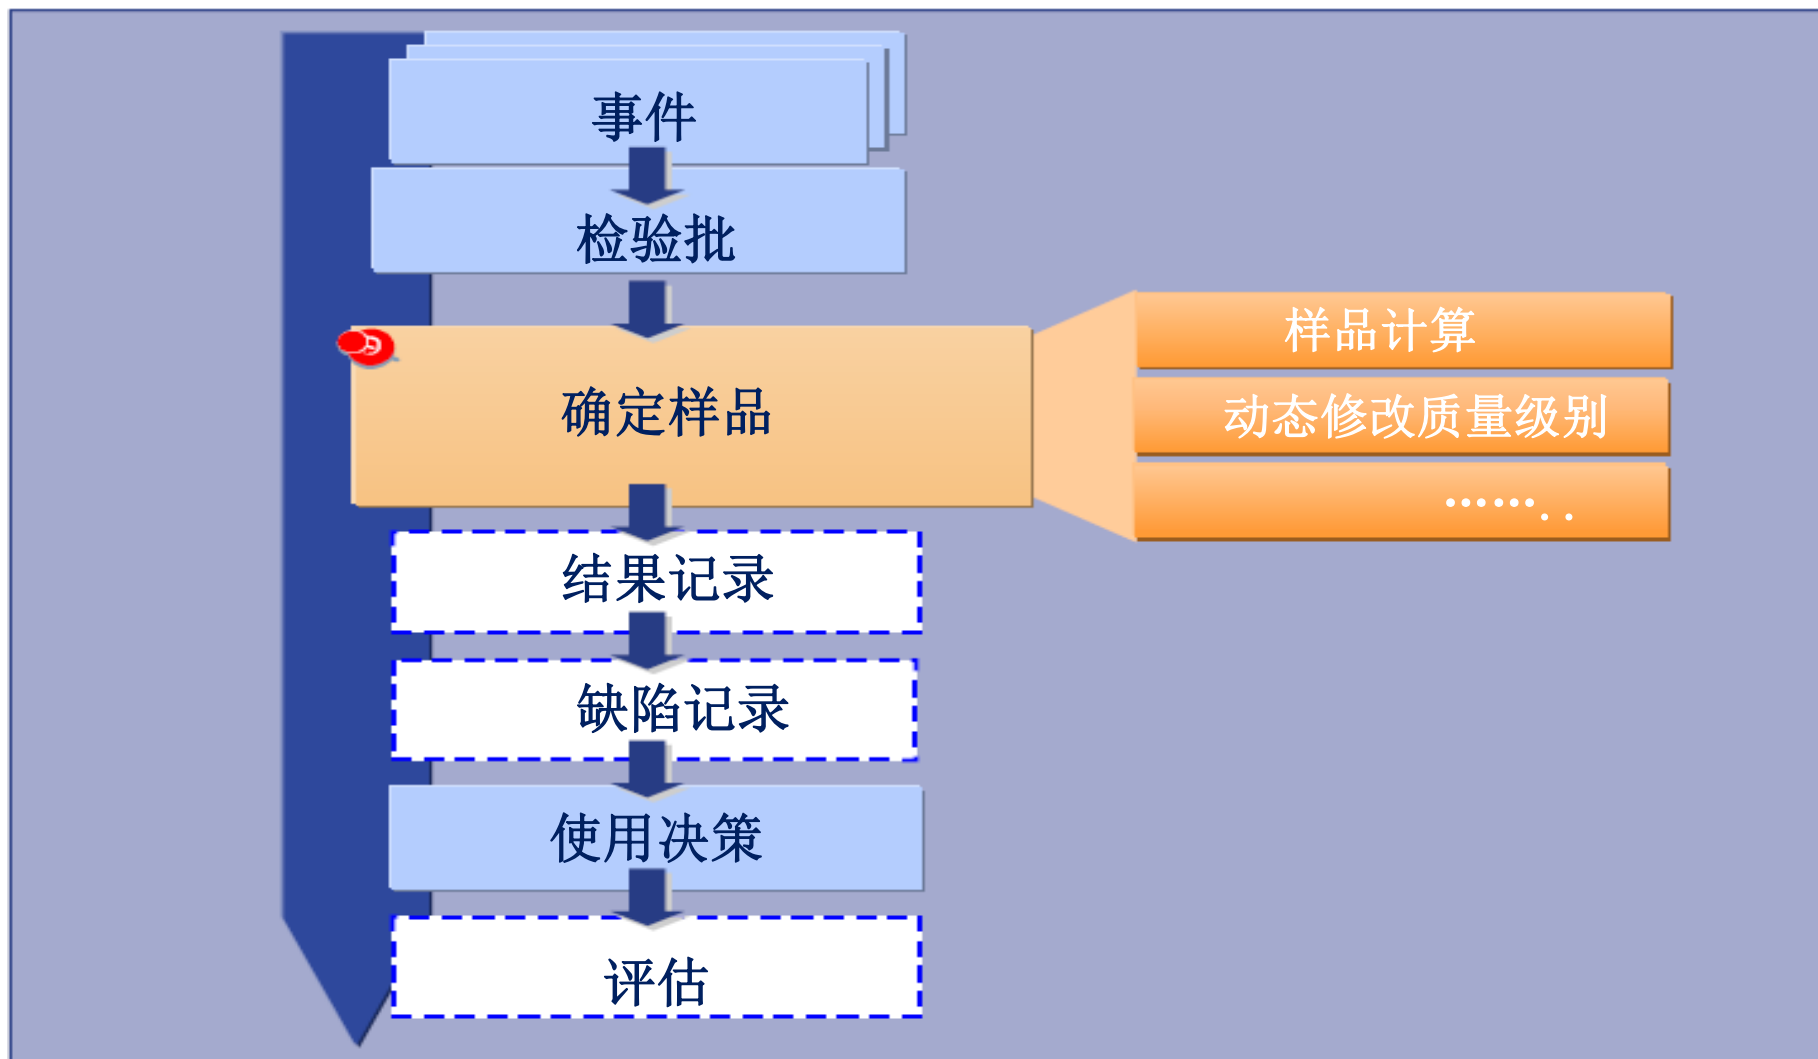 事件
检验批
确定样品
样品计算
动态修改质量级别
……. .
结果记录
缺陷记录
使用决策
评估